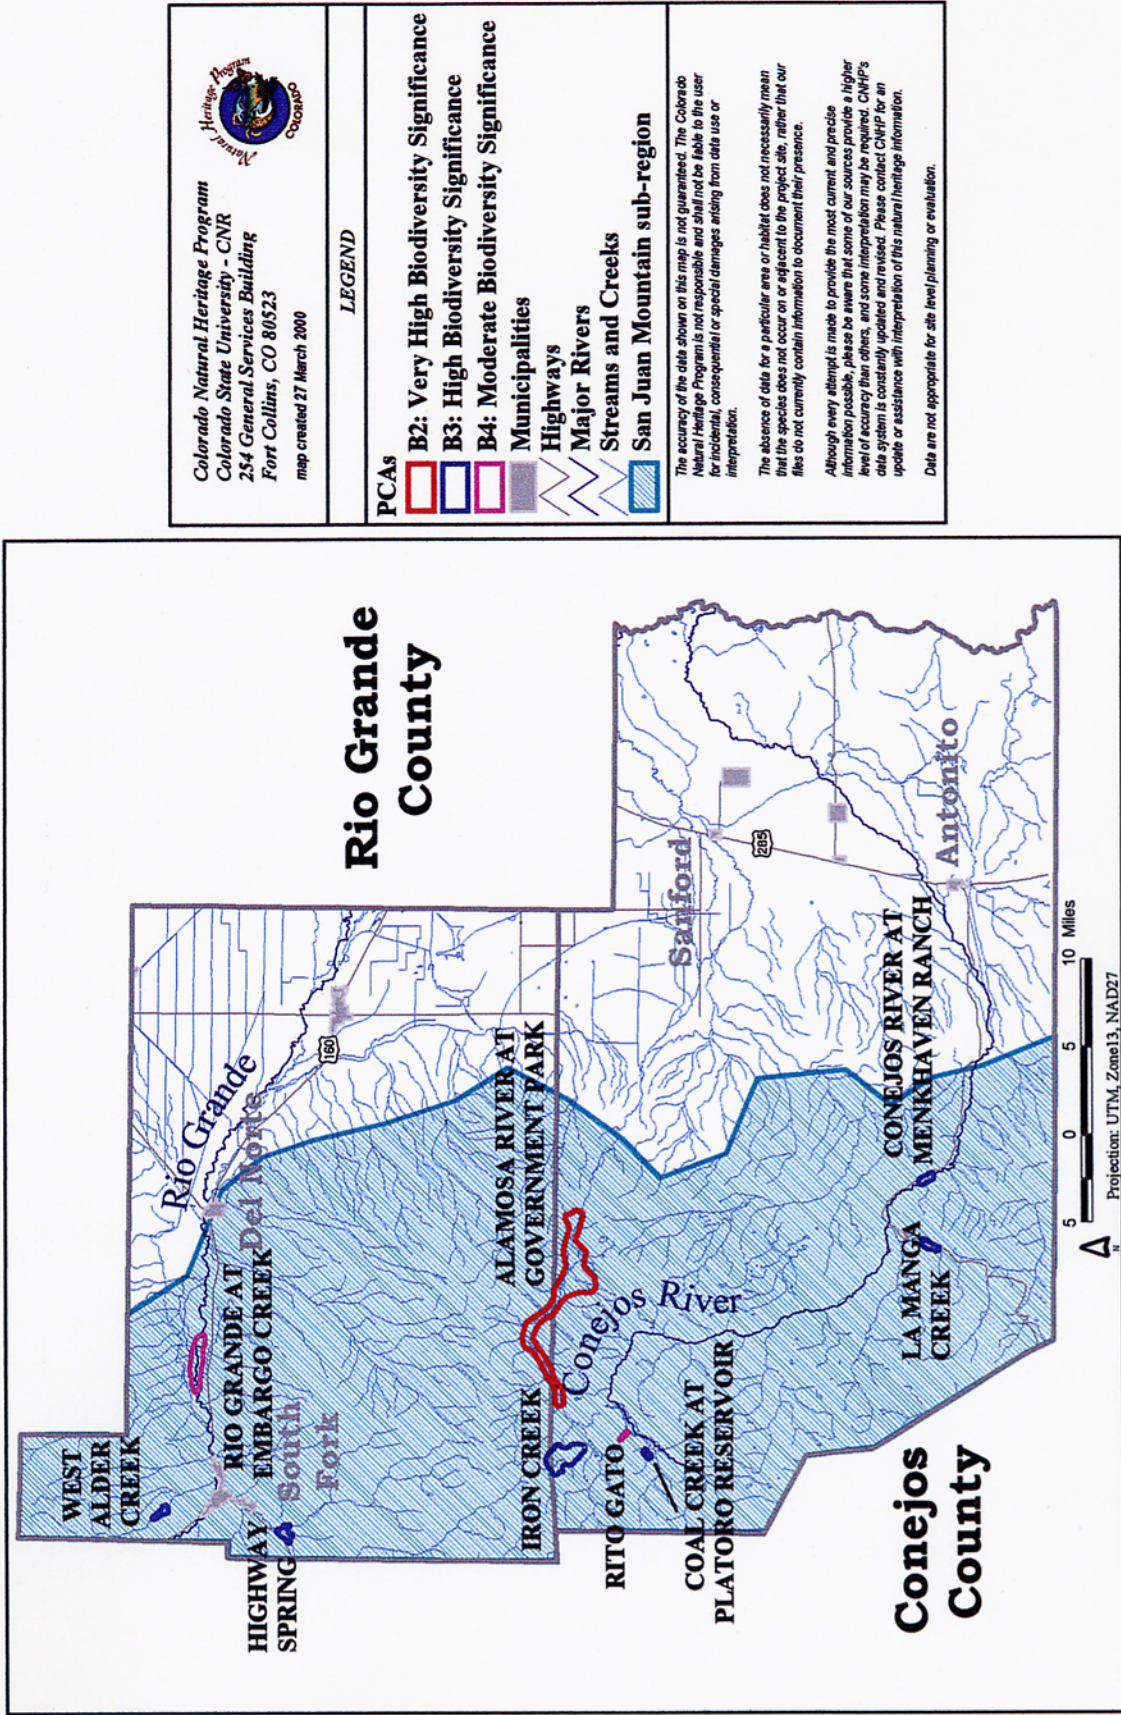 Rio Grande
County
WEST
ALDER
CREEK
Rio Grande
160
Del Norte
RIO GRANDE AT
EMBARGO CREEK
South
Fork
HIGHWAY
SPRING
ALAMOSA RIVER AT
GOVERNMENT PARK
IRON CREEK
Conejos River
RITO GATO
COAL CREEK AT
PLATORO RESERVOIR
Sanford
285
CONEJOS RIVER AT
MENKHAVEN RANCH
Antonito
LA MANGA
CREEK
Conejos
County
5 0 5 10 Miles
N
Projection: UTM, Zone13, NAD27
Colorado Natural Heritage Program
Colorado State University - CNR
254 General Services Building
Fort Collins, CO 80523
map created 27 March 2000
Natural Heritage Program
COLORADO
LEGEND
PCAs
B2: Very High Biodiversity Significance
B3: High Biodiversity Significance
B4: Moderate Biodiversity Significance
Municipalities
Highways
Major Rivers
Streams and Creeks
San Juan Mountain sub-region
The accuracy of the data shown on this map is not guaranteed. The Colorado
Natural Heritage Program is not responsible and shall not be liable to the user
for incidental, consequential or special damages arising from data use or
interpretation.
The absence of data for a particular area or habitat does not necessarily mean
that the species does not occur on or adjacent to the project site, rather that our
files do not currently contain information to document their presence.
Although every attempt is made to provide the most current and precise
information possible, please be aware that some of our sources provide a higher
level of accuracy than others, and some interpretation may be required. CNHP's
data system is constantly updated and revised. Please contact CNHP for an
update or assistance with interpretation of this natural heritage information.
Data are not appropriate for site level planning or evaluation.